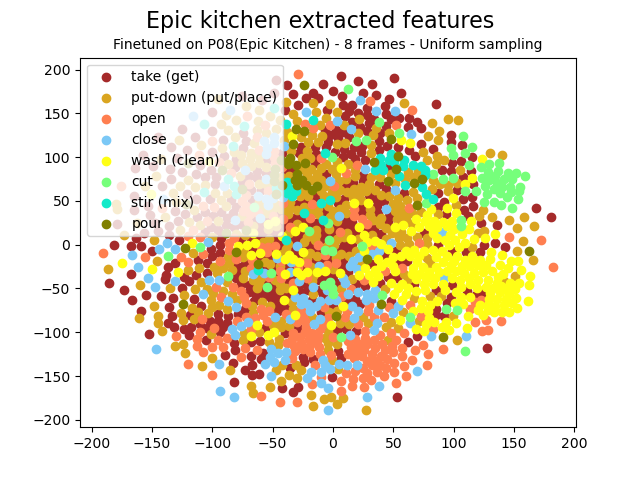 Epic kitchen extracted features
Finetuned on P08(Epic Kitchen) - 8 frames - Uniform sampling
take (get)
put-down (put/place)
open
close
wash (clean)
cut
stir (mix)
pour
200
150
100
50
0
−50
−100
−150
−200
−200 −150 −100 −50 0 50 100 150 200